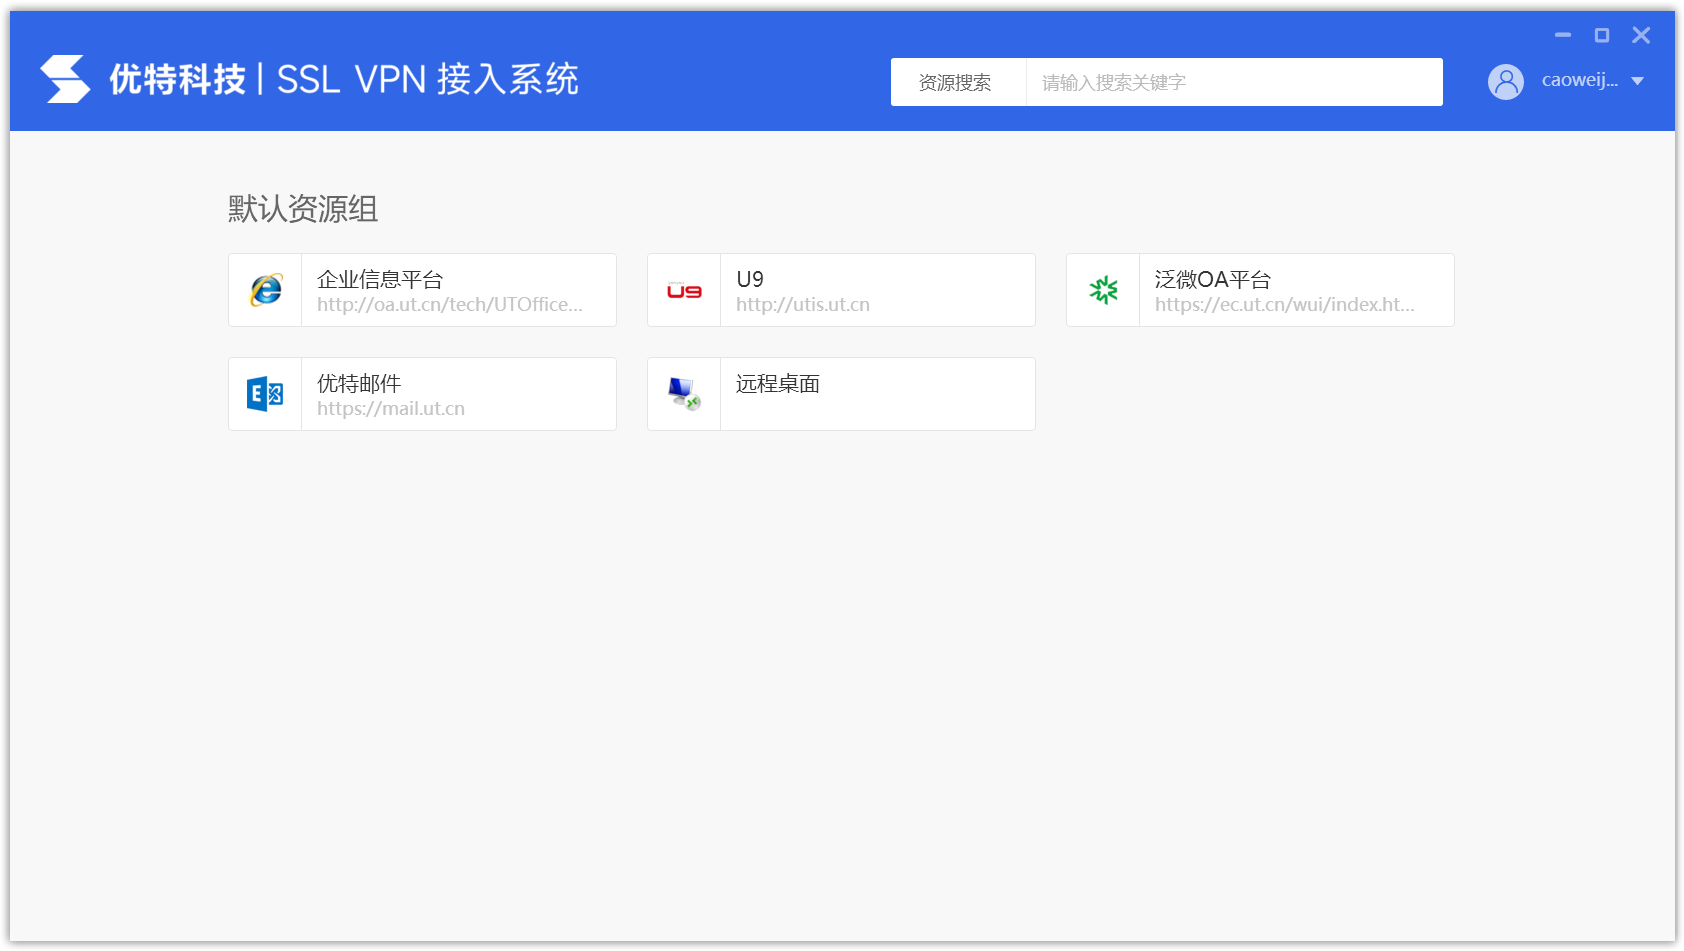 优特科技 | SSL VPN 接入系统
资源搜索
请输入搜索关键字
caoweij...
默认资源组
企业信息平台
http://oa.ut.cn/tech/UTOffice...
U9
U9
http://utis.ut.cn
泛微OA平台
https://ec.ut.cn/wui/index.ht...
优特邮件
https://mail.ut.cn
远程桌面